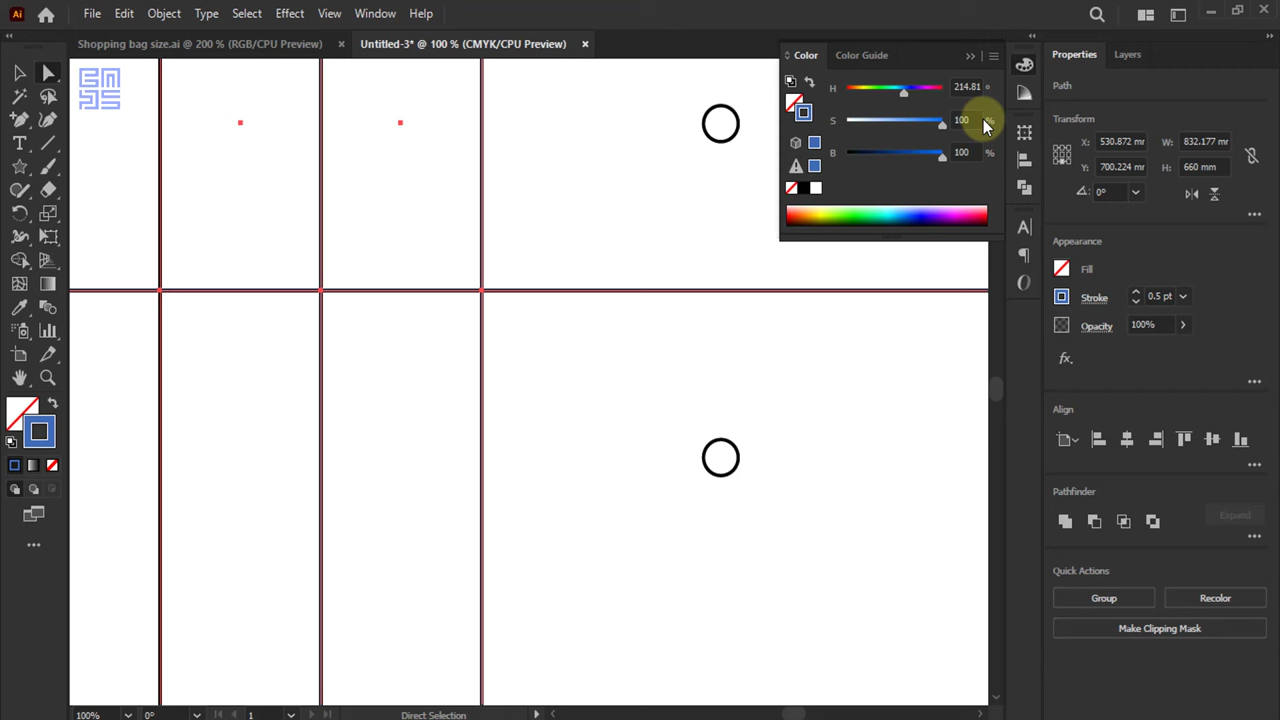 Ai File Edit Object Type Select Effect View Window Help
Shopping bag size.ai @ 200 % (RGB/CPU Preview) × Untitled-3* @ 100 % (CMYK/CPU Preview) ×
Color Color Guide
H 214.81 °
S 100 %
B 100 %
Properties Layers
Path
Transform
X: 530.872 mm W: 832.177 mm
Y: 700.224 mm H: 660 mm
0°
Appearance
Fill
Stroke 0.5 pt
Opacity 100%
fx.
Align
Pathfinder
Expand
Quick Actions
Group Recolor
Make Clipping Mask
100% 0° 1 Direct Selection